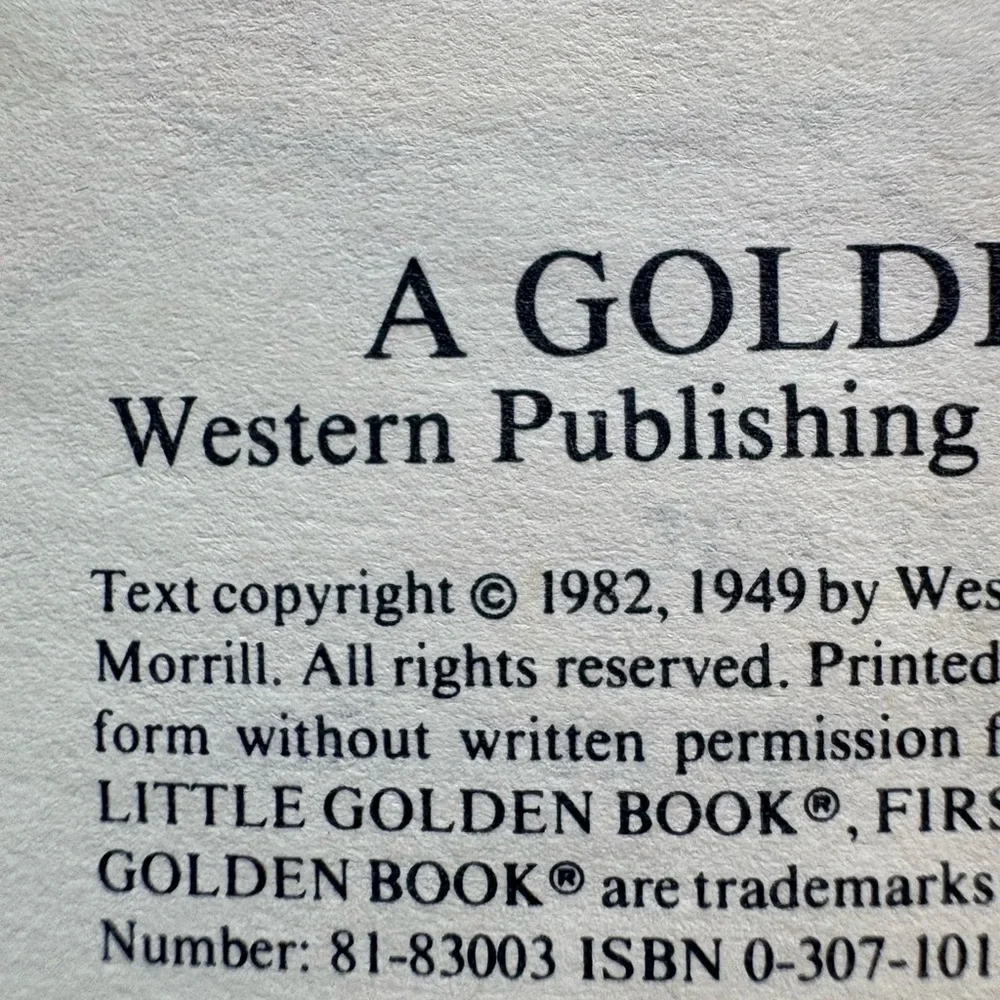 A GOLD
Western Publishing
Text copyright © 1982, 1949 by Wes
Morrill. All rights reserved. Printed
form without written permission f
LITTLE GOLDEN BOOK®, FIRS
GOLDEN BOOK® are trademarks
Number: 81-83003 ISBN 0-307-101